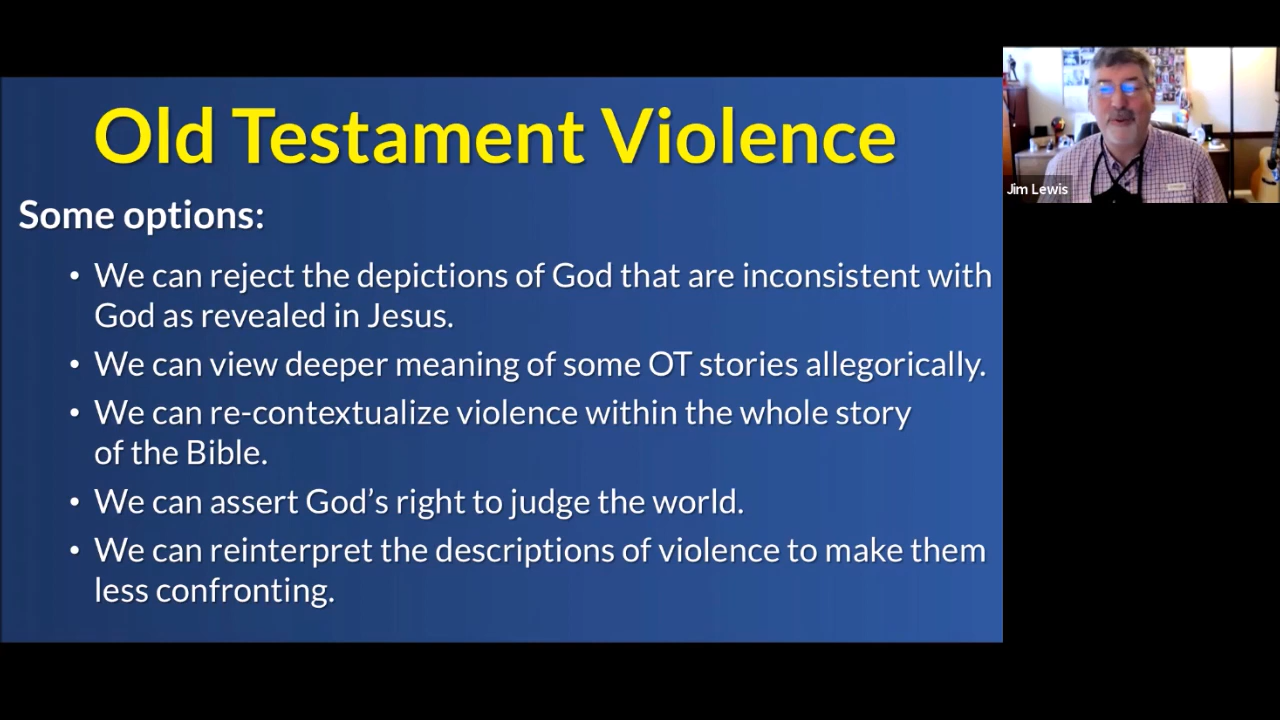 Old Testament Violence
Some options:
• We can reject the depictions of God that are inconsistent with
God as revealed in Jesus.
• We can view deeper meaning of some OT stories allegorically.
• We can re-contextualize violence within the whole story
of the Bible.
• We can assert God’s right to judge the world.
• We can reinterpret the descriptions of violence to make them
less confronting.
Jim Lewis